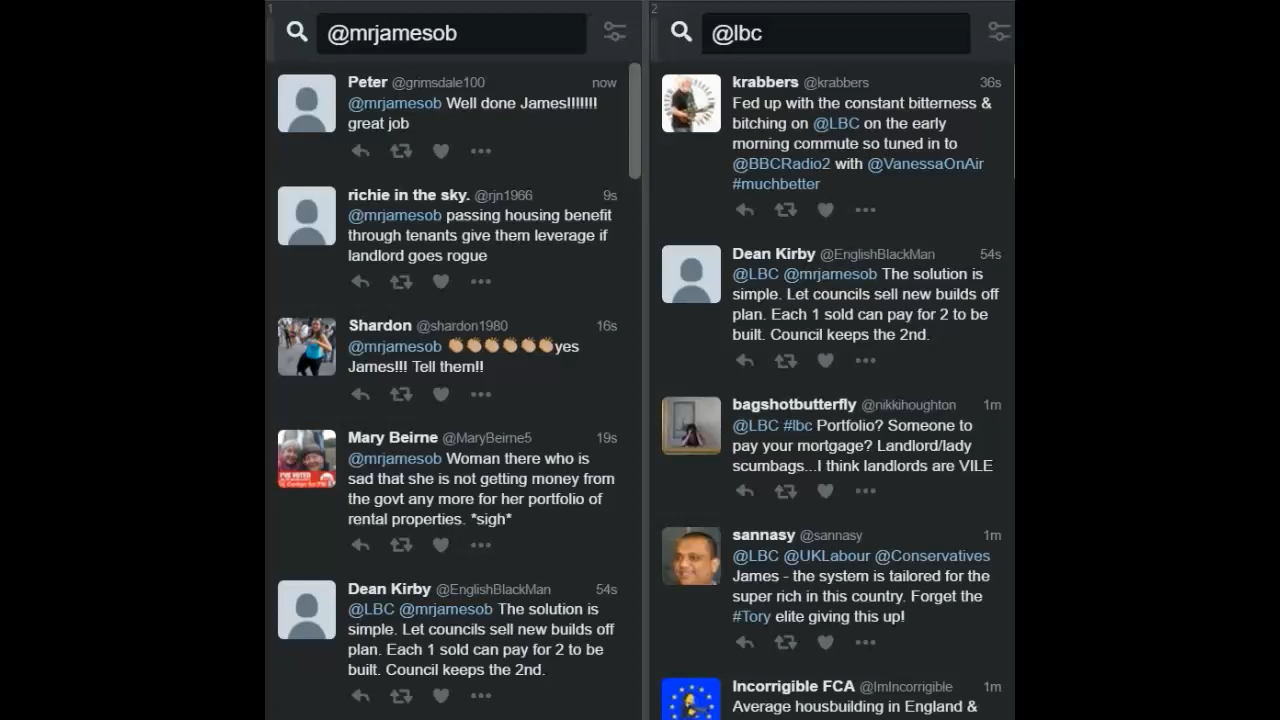 1
@mrjamesob
Peter @grimsdale100 now
@mrjamesob Well done James!!!!!!!
great job
richie in the sky. @rjn1966 9s
@mrjamesob passing housing benefit
through tenants give them leverage if
landlord goes rogue
Shardon @shardon1980 16s
@mrjamesob 👏🏼👏🏼👏🏼👏🏼👏🏼👏🏼yes
James!!! Tell them!!
Mary Beirne @MaryBeirne5 19s
@mrjamesob Woman there who is
sad that she is not getting money from
the govt any more for her portfolio of
rental properties. *sigh*
Dean Kirby @EnglishBlackMan 54s
@LBC @mrjamesob The solution is
simple. Let councils sell new builds off
plan. Each 1 sold can pay for 2 to be
built. Council keeps the 2nd.
2
@lbc
krabbers @krabbers 36s
Fed up with the constant bitterness &
bitching on @LBC on the early
morning commute so tuned in to
@BBCRadio2 with @VanessaOnAir
#muchbetter
Dean Kirby @EnglishBlackMan 54s
@LBC @mrjamesob The solution is
simple. Let councils sell new builds off
plan. Each 1 sold can pay for 2 to be
built. Council keeps the 2nd.
bagshotbutterfly @nikkihoughton 1m
@LBC #lbc Portfolio? Someone to
pay your mortgage? Landlord/lady
scumbags...I think landlords are VILE
sannasy @sannasy 1m
@LBC @UKLabour @Conservatives
James - the system is tailored for the
super rich in this country. Forget the
#Tory elite giving this up!
Incorrigible FCA @ImIncorrigible 1m
Average housbuilding in England &